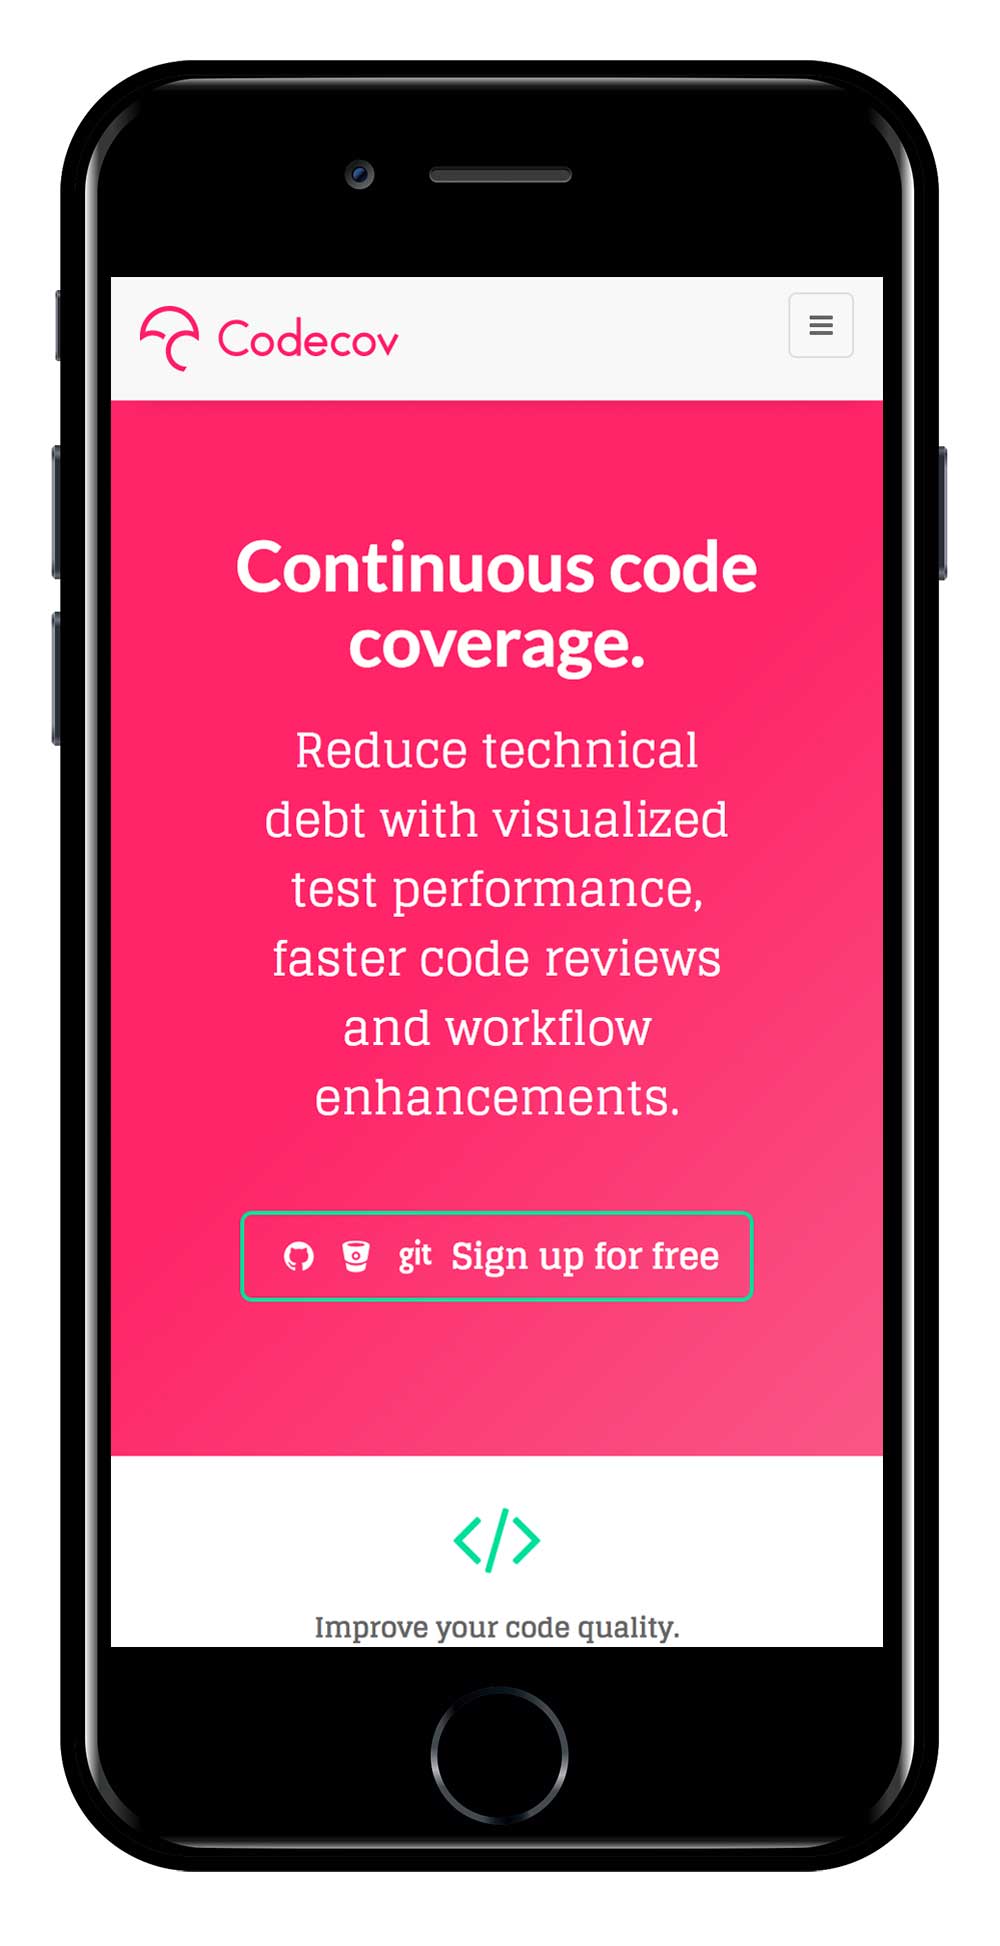 Codecov
Continuous code
coverage.
Reduce technical
debt with visualized
test performance,
faster code reviews
and workflow
enhancements.
git Sign up for free
</>
Improve your code quality.